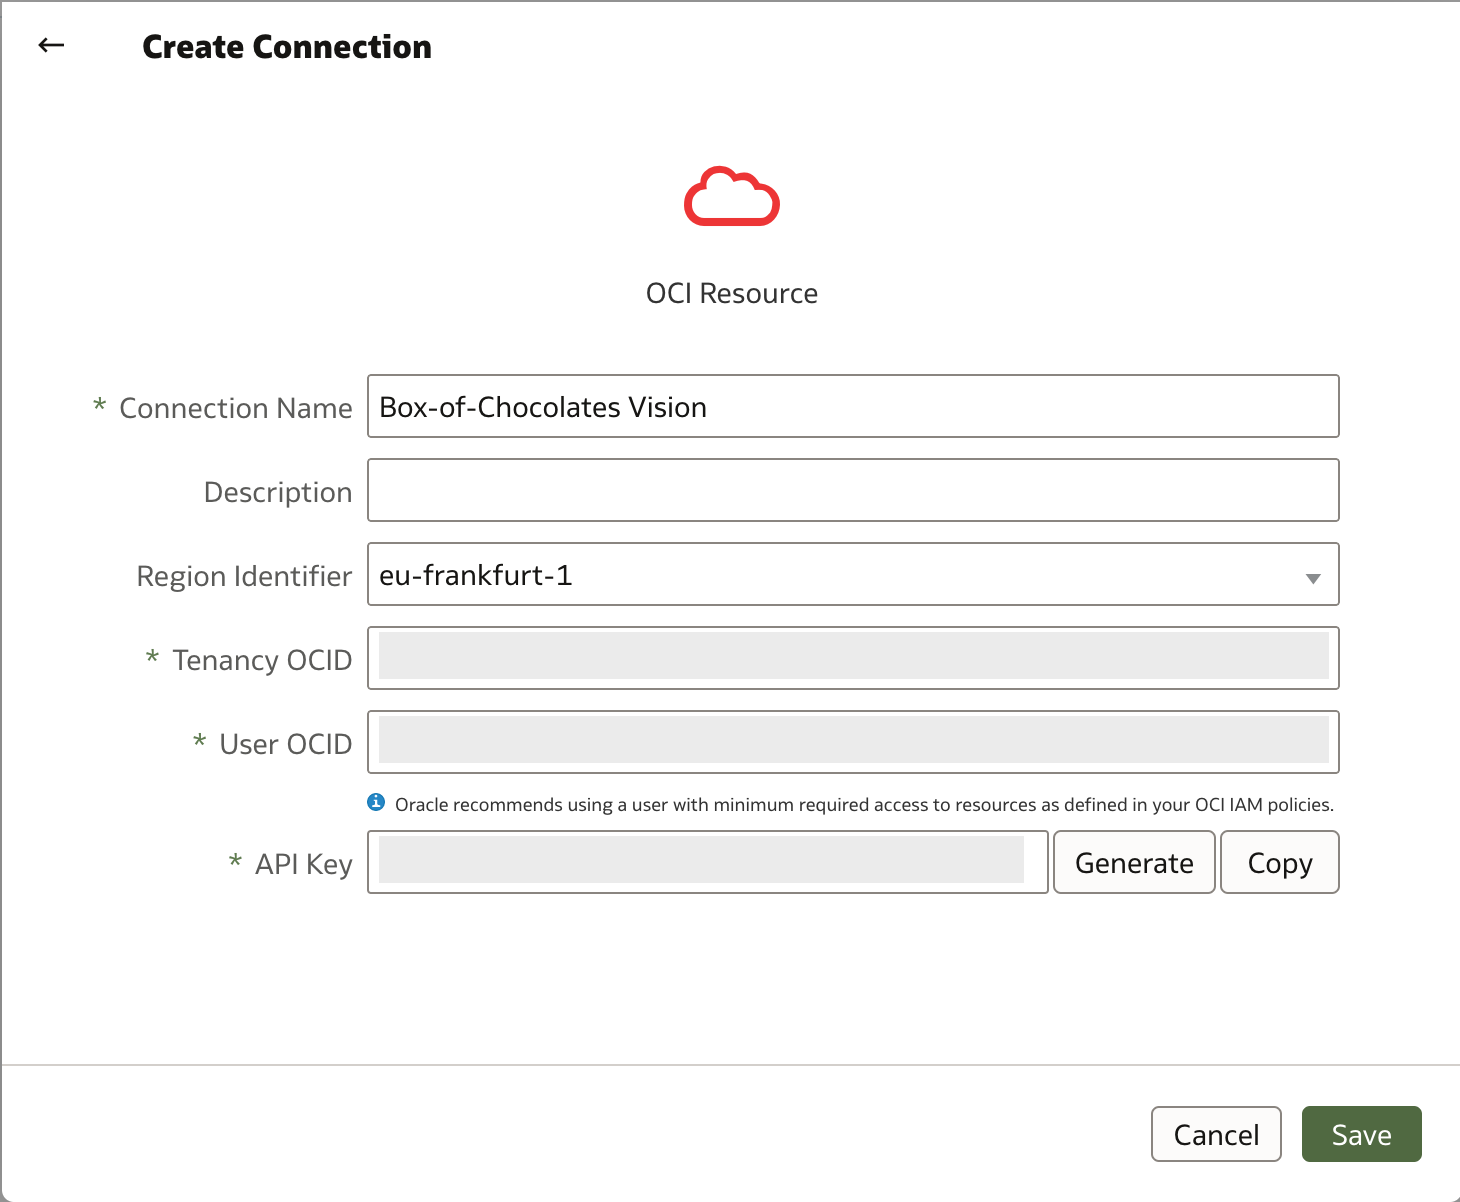 Create Connection
OCI Resource
* Connection Name Box-of-Chocolates Vision
Description
Region Identifier eu-frankfurt-1
* Tenancy OCID
* User OCID
Oracle recommends using a user with minimum required access to resources as defined in your OCI IAM policies.
* API Key Generate Copy
Cancel Save